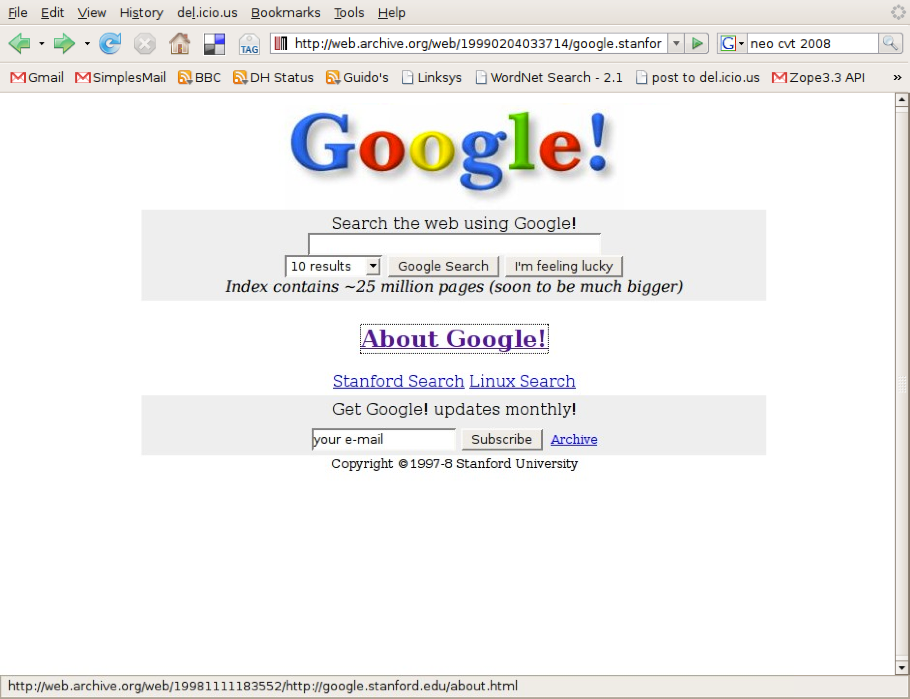 File Edit View History del.icio.us Bookmarks Tools Help
TAG http://web.archive.org/web/19990204033714/google.stanfor G neo cvt 2008
Gmail SimplesMail BBC DH Status Guido's Linksys WordNet Search - 2.1 post to del.icio.us Zope3.3 API »
Google!
Search the web using Google!
10 results Google Search I'm feeling lucky
Index contains ~25 million pages (soon to be much bigger)
About Google!
Stanford Search Linux Search
Get Google! updates monthly!
your e-mail Subscribe Archive
Copyright ©1997-8 Stanford University
http://web.archive.org/web/19981111183552/http://google.stanford.edu/about.html